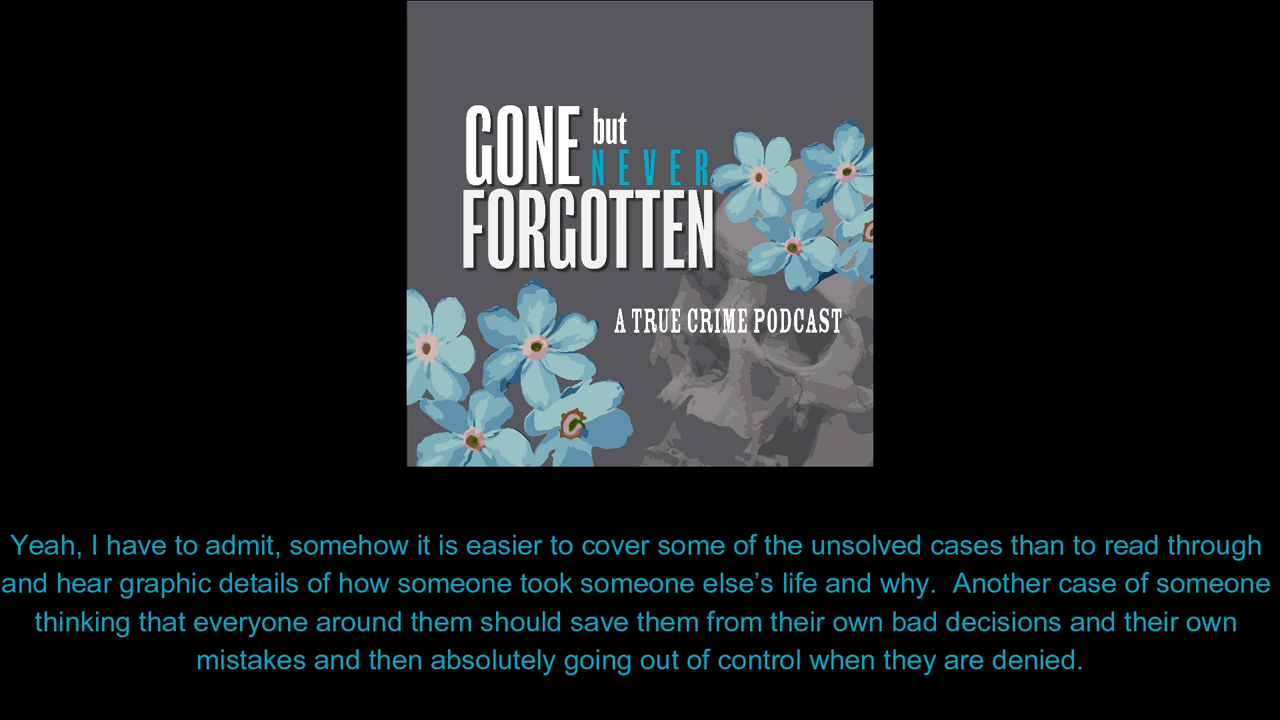 GONE but
NEVER
FORGOTTEN
A TRUE CRIME PODCAST
Yeah, I have to admit, somehow it is easier to cover some of the unsolved cases than to read through
and hear graphic details of how someone took someone else’s life and why.  Another case of someone
thinking that everyone around them should save them from their own bad decisions and their own
mistakes and then absolutely going out of control when they are denied.